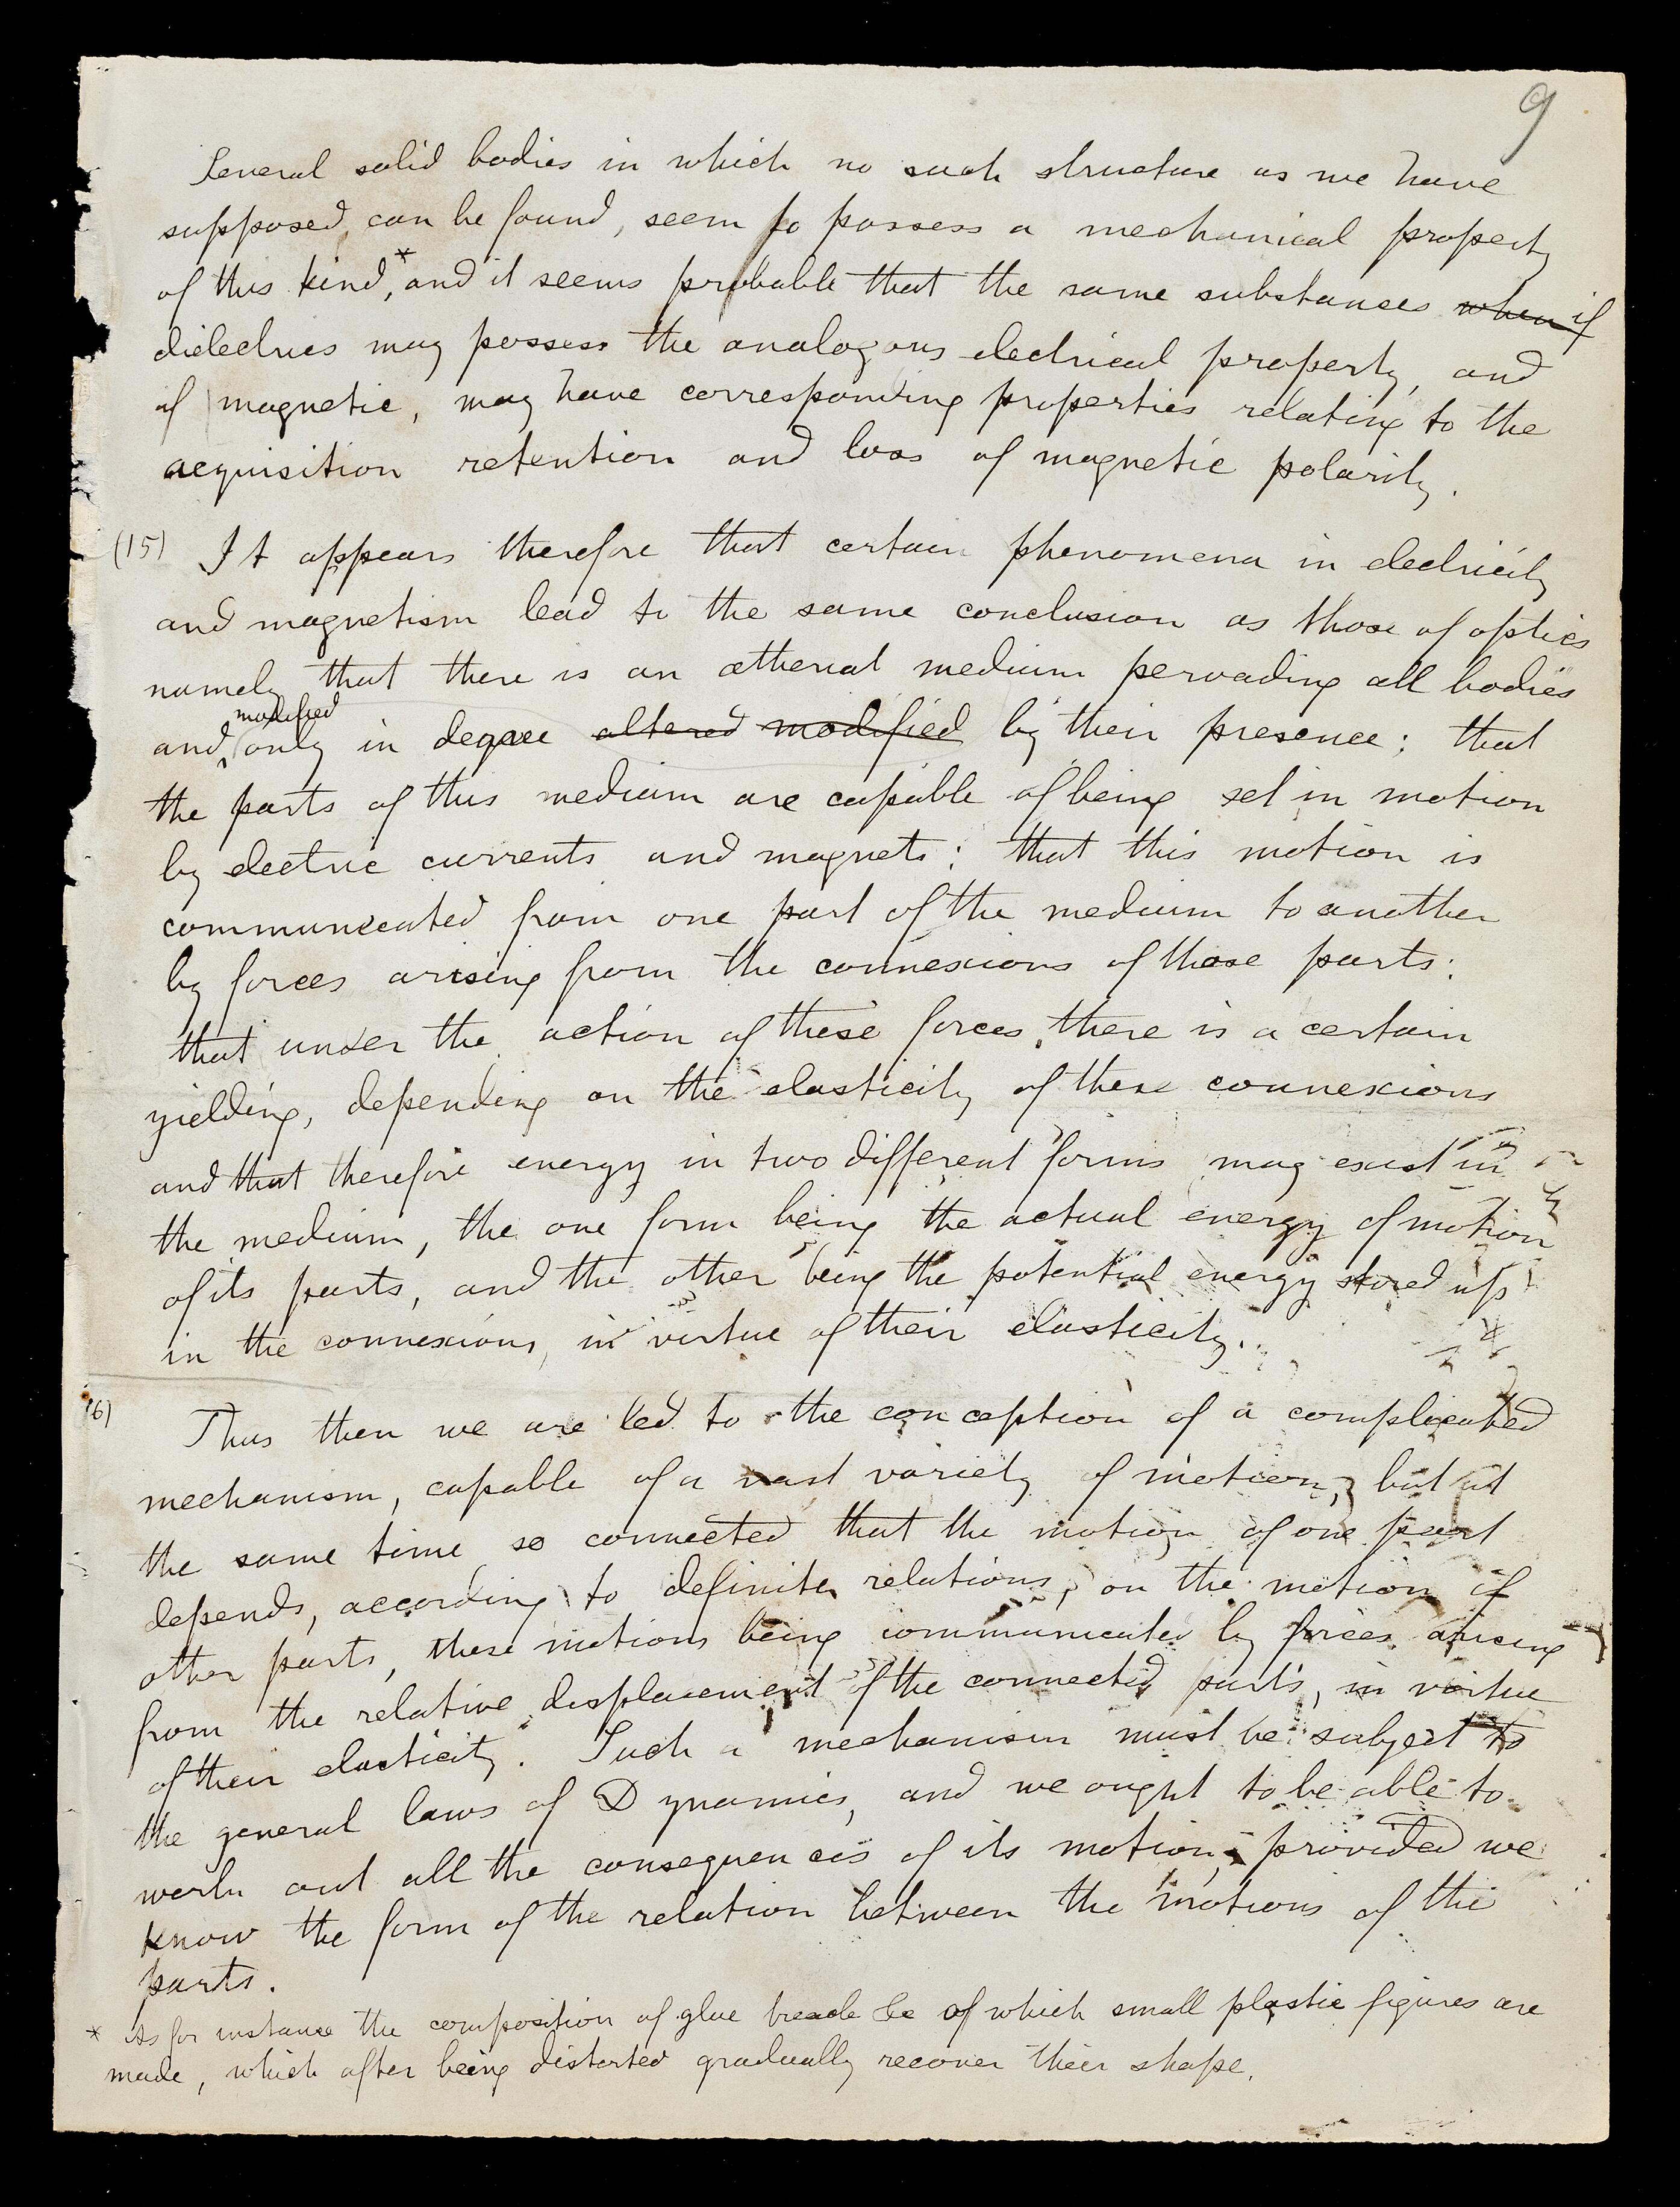 9
Several solid bodies in which no such structure as we have
supposed, can be found, seem to possess a mechanical property
of this kind,* and it seems probable that the same substances when if
dielectrics may possess the analogous electrical property, and
if magnetic, may have corresponding properties relating to the
acquisition retention and loss of magnetic polarity.
(15) It appears therefore that certain phenomena in electricity
and magnetism lead to the same conclusion as those of optics
namely that there is an ætherial medium pervading all bodies
modified
and only in degree altered modified by their presence; that
the parts of this medium are capable of being set in motion
by electric currents and magnets; that this motion is
communicated from one part of the medium to another
by forces arising from the connexions of those parts;
that under the action of these forces there is a certain
yielding, depending on the elasticity of these connexions
and that therefore energy in two different forms may exist in
the medium, the one form being the actual energy of motion
of its parts, and the other being the potential energy stored up
in the connexions, in virtue of their elasticity.
6) Thus then we are led to the conception of a complicated
mechanism, capable of a vast variety of motion, but at
the same time so connected that the motion of one part
depends, according to definite relations, on the motion of
other parts, these motions being communicated by forces arising
from the relative displacement of the connected parts, in virtue
of their elasticity. Such a mechanism must be subject to
the general laws of Dynamics, and we ought to be able to
work out all the consequences of its motion, provided we
know the form of the relation between the motions of the
parts.
* As for instance the composition of glue treacle &c of which small plastic figures are
made, which after being distorted gradually recover their shape.